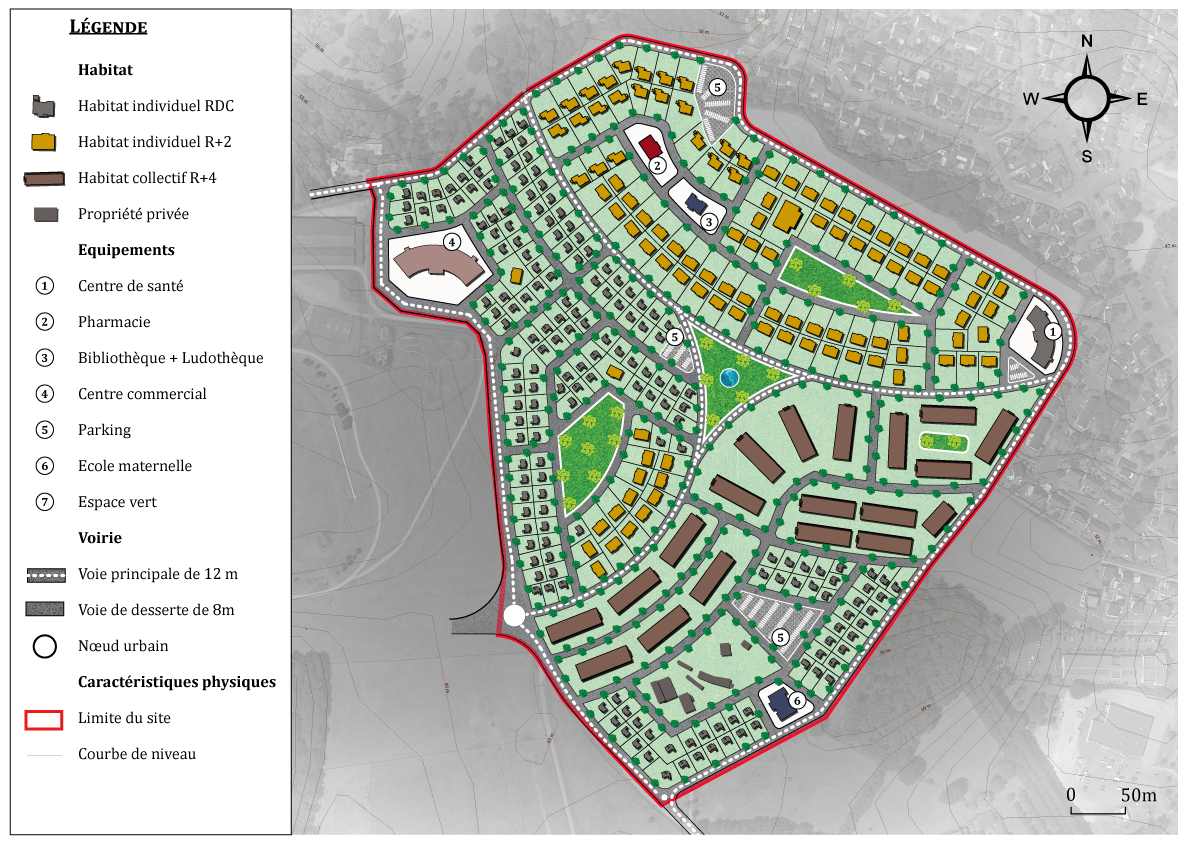 LÉGENDE
Habitat
Habitat individuel RDC
Habitat individuel R+2
Habitat collectif R+4
Propriété privée
Equipements
1 Centre de santé
2 Pharmacie
3 Bibliothèque + Ludothèque
4 Centre commercial
5 Parking
6 Ecole maternelle
7 Espace vert
Voirie
Voie principale de 12 m
Voie de desserte de 8m
Nœud urbain
Caractéristiques physiques
Limite du site
Courbe de niveau
N
W E
S
5
2
3
4
1
5
5
6
0 50m